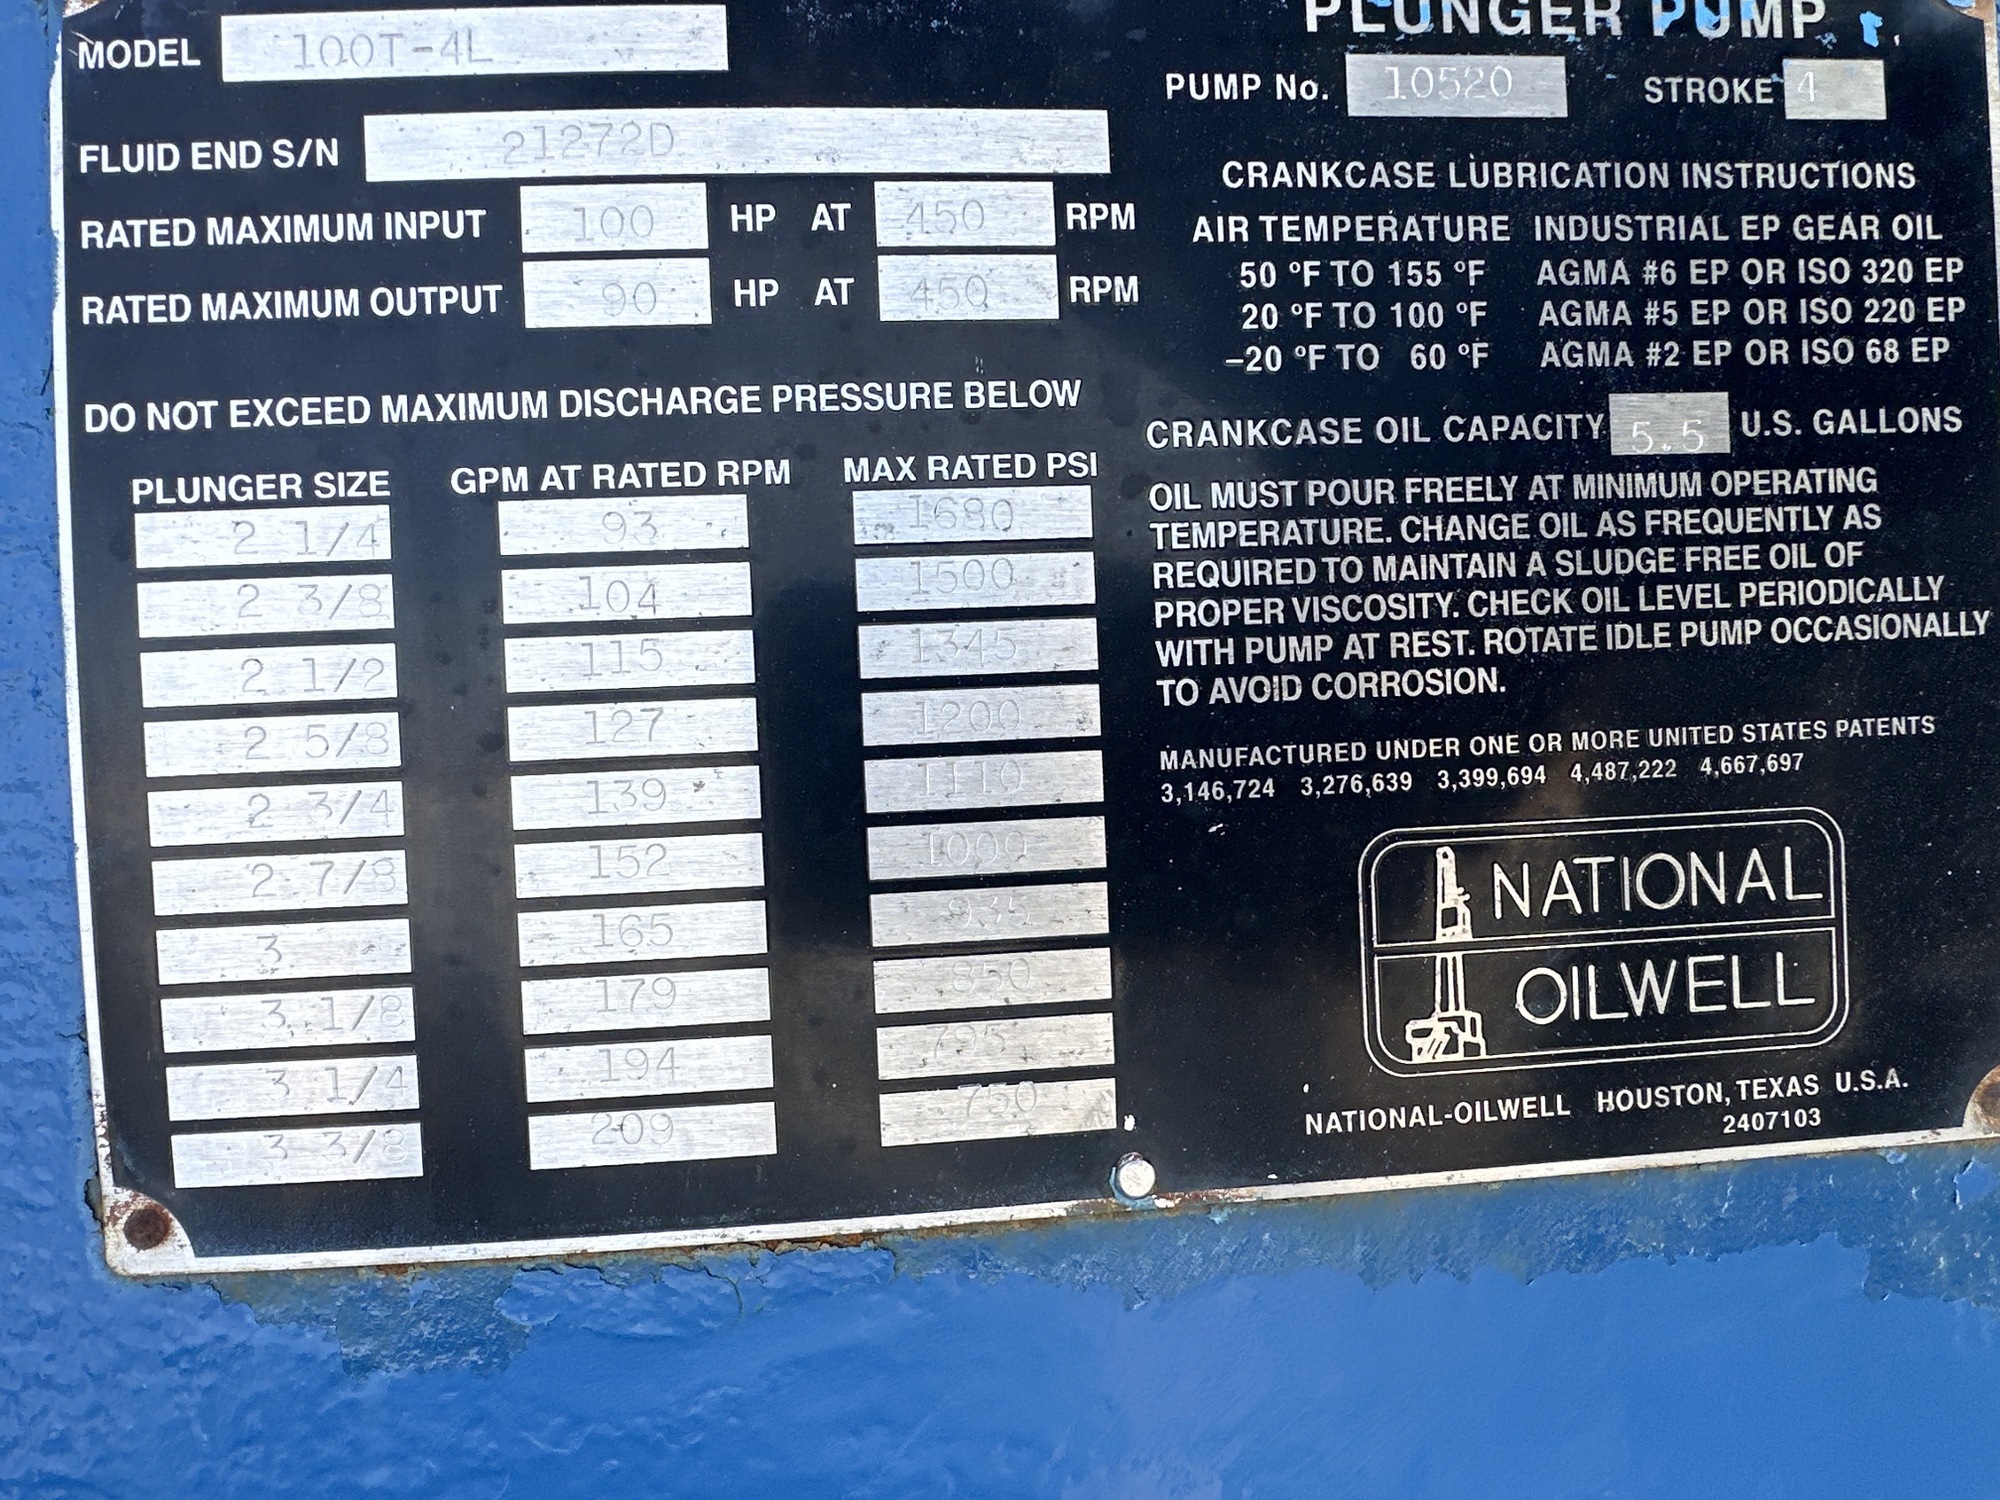 MODEL 100T-4L
FLUID END S/N 21272D
RATED MAXIMUM INPUT 100 HP AT 450 RPM
RATED MAXIMUM OUTPUT 90 HP AT 450 RPM
DO NOT EXCEED MAXIMUM DISCHARGE PRESSURE BELOW
PLUNGER SIZE GPM AT RATED RPM MAX RATED PSI
2 1/4 93 1680
2 3/8 104 1500
2 1/2 115 1345
2 5/8 127 1200
2 3/4 139 1110
2 7/8 152 1000
3 165 935
3 1/8 179 850
3 1/4 194 795
3 3/8 209 750
PLUNGER PUMP
PUMP No. 10520 STROKE 4
CRANKCASE LUBRICATION INSTRUCTIONS
AIR TEMPERATURE INDUSTRIAL EP GEAR OIL
50 °F TO 155 °F AGMA #6 EP OR ISO 320 EP
20 °F TO 100 °F AGMA #5 EP OR ISO 220 EP
–20 °F TO 60 °F AGMA #2 EP OR ISO 68 EP
CRANKCASE OIL CAPACITY 5.5 U.S. GALLONS
OIL MUST POUR FREELY AT MINIMUM OPERATING
TEMPERATURE. CHANGE OIL AS FREQUENTLY AS
REQUIRED TO MAINTAIN A SLUDGE FREE OIL OF
PROPER VISCOSITY. CHECK OIL LEVEL PERIODICALLY
WITH PUMP AT REST. ROTATE IDLE PUMP OCCASIONALLY
TO AVOID CORROSION.
MANUFACTURED UNDER ONE OR MORE UNITED STATES PATENTS
3,146,724 3,276,639 3,399,694 4,487,222 4,667,697
NATIONAL
OILWELL
NATIONAL-OILWELL HOUSTON, TEXAS U.S.A.
2407103